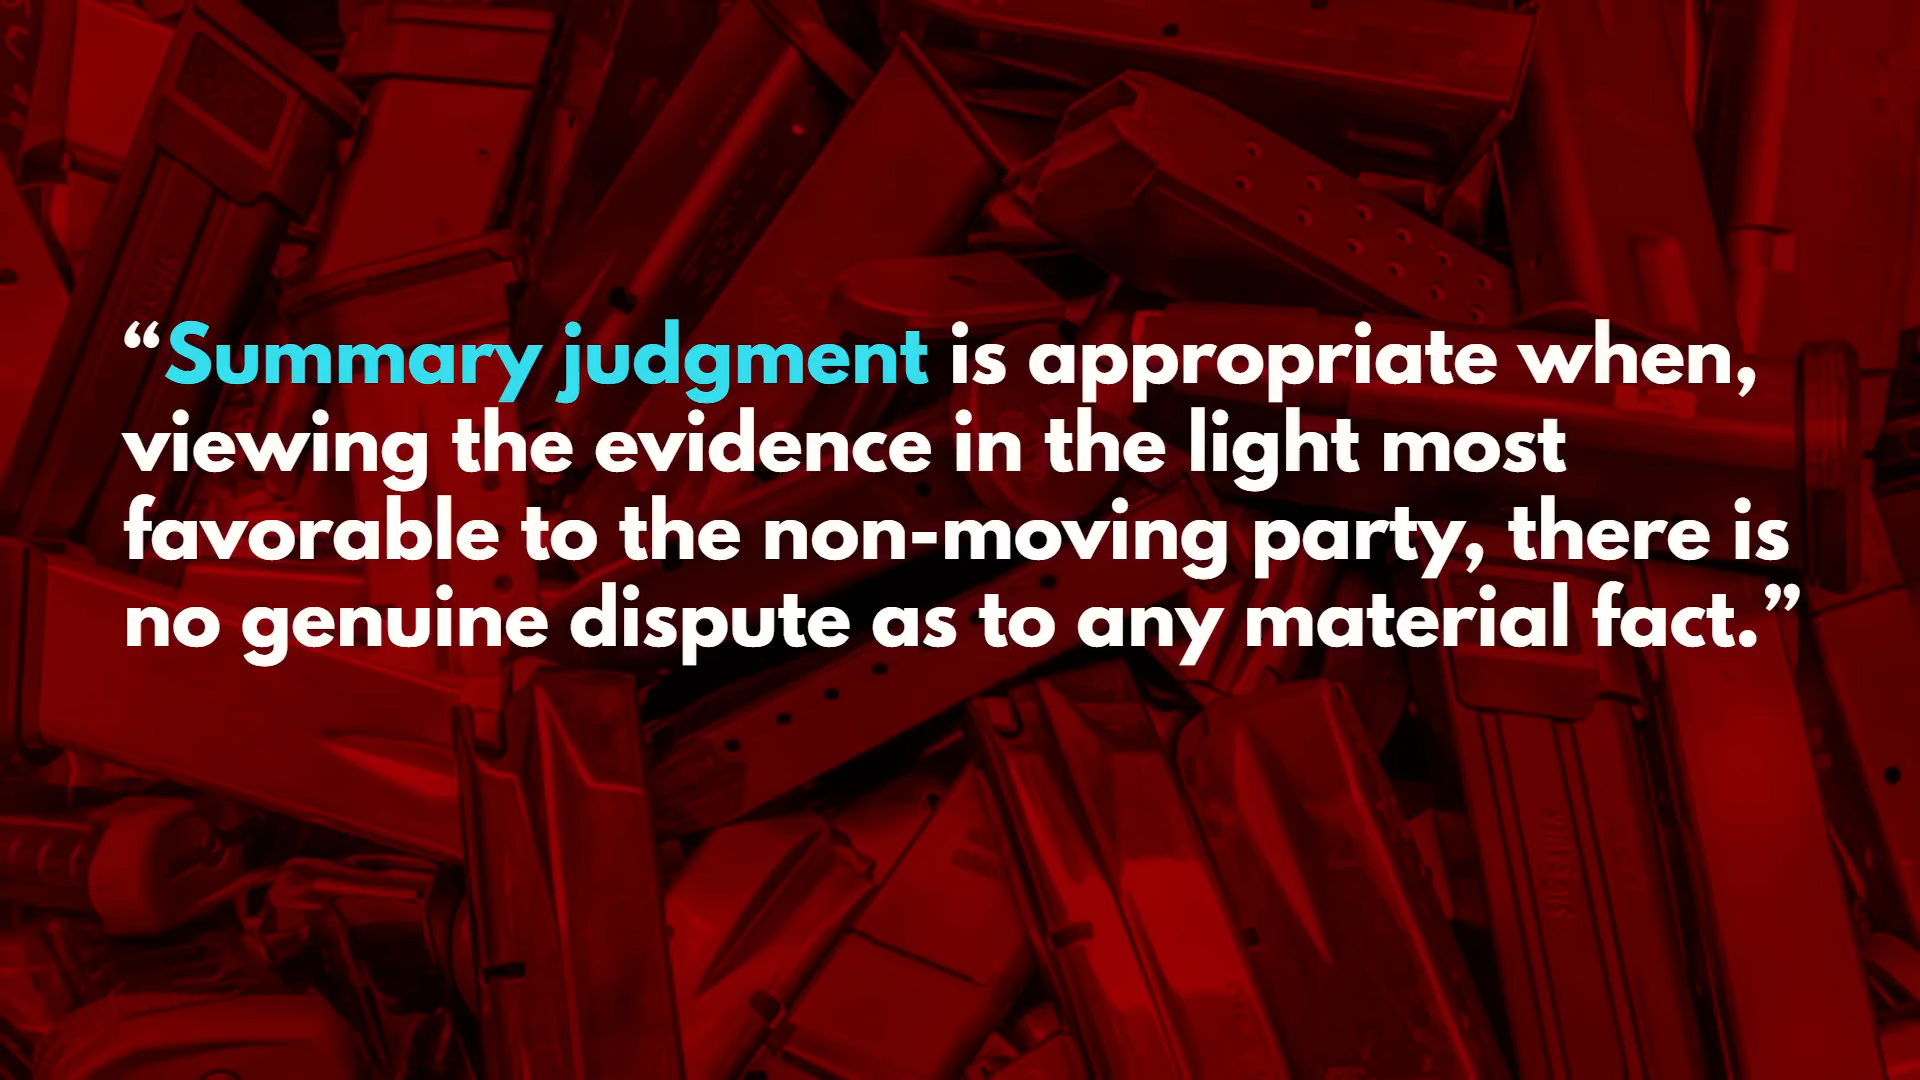 “Summary judgment is appropriate when,
viewing the evidence in the light most
favorable to the non-moving party, there is
no genuine dispute as to any material fact.”